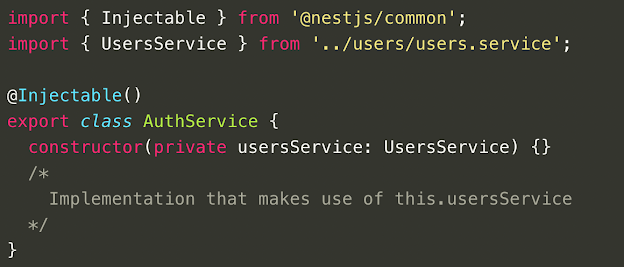 import { Injectable } from '@nestjs/common';
import { UsersService } from '../users/users.service';

@Injectable()
export class AuthService {
  constructor(private usersService: UsersService) {}
  /*
    Implementation that makes use of this.usersService
  */
}